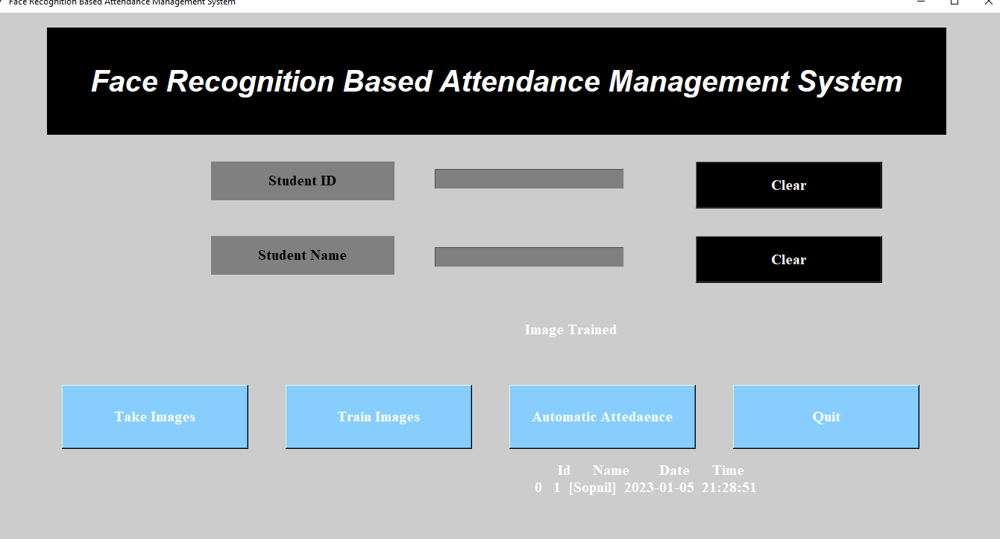 Face Recognition Based Attendance Management System
Face Recognition Based Attendance Management System
Student ID
Clear
Student Name
Clear
Image Trained
Take Images
Train Images
Automatic Attedaence
Quit
Id Name Date Time
0 1 [Sopnil] 2023-01-05 21:28:51